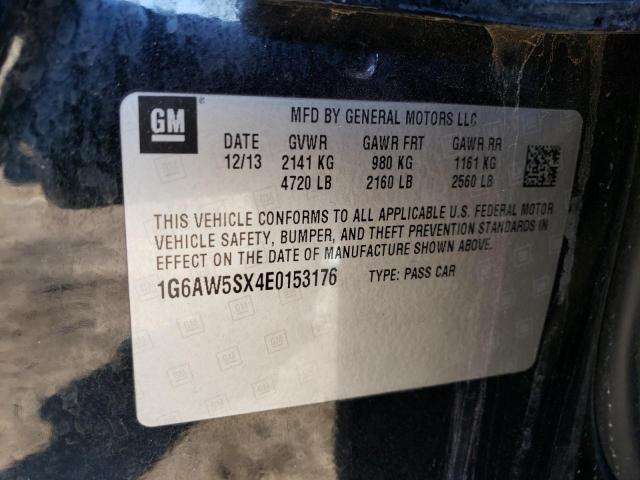 GM
MFD BY GENERAL MOTORS LLC
DATE GVWR GAWR FRT GAWR RR
12/13 2141 KG 980 KG 1161 KG
4720 LB 2160 LB 2560 LB
THIS VEHICLE CONFORMS TO ALL APPLICABLE U.S. FEDERAL MOTOR
VEHICLE SAFETY, BUMPER, AND THEFT PREVENTION STANDARDS IN
EFFECT ON THE DATE OF MANUFACTURE SHOWN ABOVE.
1G6AW5SX4E0153176 TYPE: PASS CAR